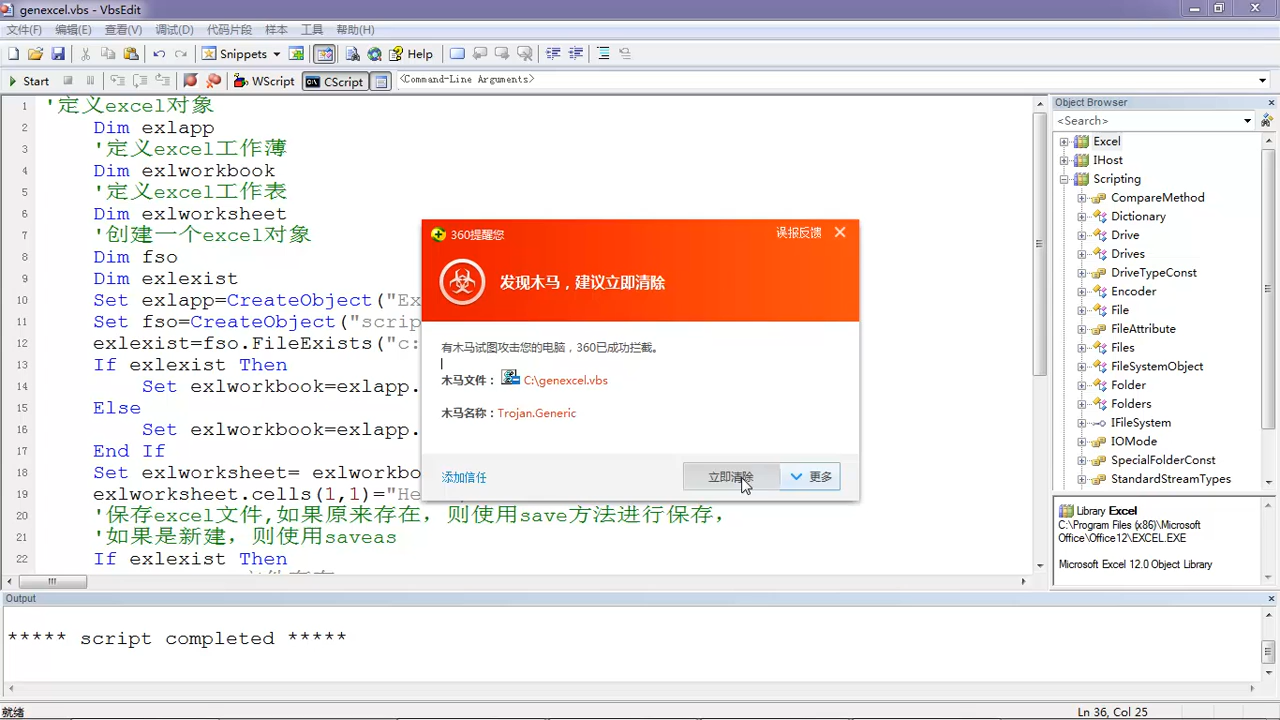 genexcel.vbs - VbsEdit
文件(F) 编辑(E) 查看(V) 调试(D) 代码片段 样本 工具 帮助(H)
Snippets Help
Start WScript CScript <Command-Line Arguments>
1 '定义excel对象
2 Dim exlapp
3 '定义excel工作薄
4 Dim exlworkbook
5 '定义excel工作表
6 Dim exlworksheet
7 '创建一个excel对象
8 Dim fso
9 Dim exlexist
10 Set exlapp=CreateObject("Ex
11 Set fso=CreateObject("scrip
12 exlexist=fso.FileExists("c:
13 If exlexist Then
14 Set exlworkbook=exlapp.
15 Else
16 Set exlworkbook=exlapp.
17 End If
18 Set exlworksheet= exlworkbo
19 exlworksheet.cells(1,1)="He
20 '保存excel文件,如果原来存在，则使用save方法进行保存，
21 '如果是新建，则使用saveas
22 If exlexist Then
360提醒您
误报反馈
发现木马，建议立即清除
有木马试图攻击您的电脑，360已成功拦截。
木马文件： C:\genexcel.vbs
木马名称：Trojan.Generic
添加信任
立即清除
更多
Object Browser
<Search>
Excel
IHost
Scripting
CompareMethod
Dictionary
Drive
Drives
DriveTypeConst
Encoder
File
FileAttribute
Files
FileSystemObject
Folder
Folders
IFileSystem
IOMode
SpecialFolderConst
StandardStreamTypes
Library Excel
C:\Program Files (x86)\Microsoft
Office\Office12\EXCEL.EXE
Microsoft Excel 12.0 Object Library
Output
***** script completed *****
就绪
Ln 36, Col 25